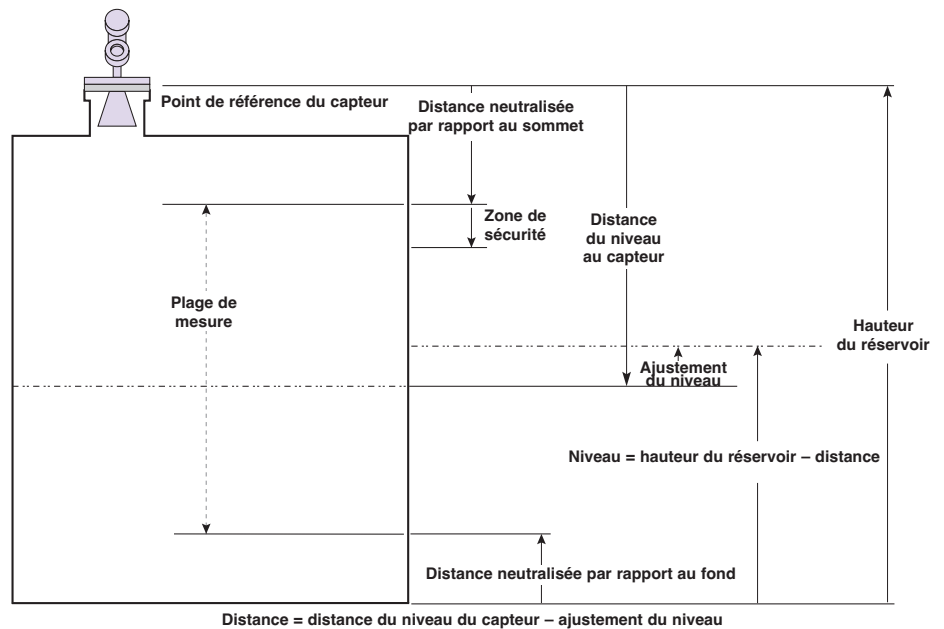 Point de référence du capteur
Distance neutralisée
par rapport au sommet
Zone de
sécurité
Distance
du niveau
au capteur
Plage de
mesure
Hauteur
du réservoir
Ajustement
du niveau
Niveau = hauteur du réservoir – distance
Distance neutralisée par rapport au fond
Distance = distance du niveau du capteur – ajustement du niveau